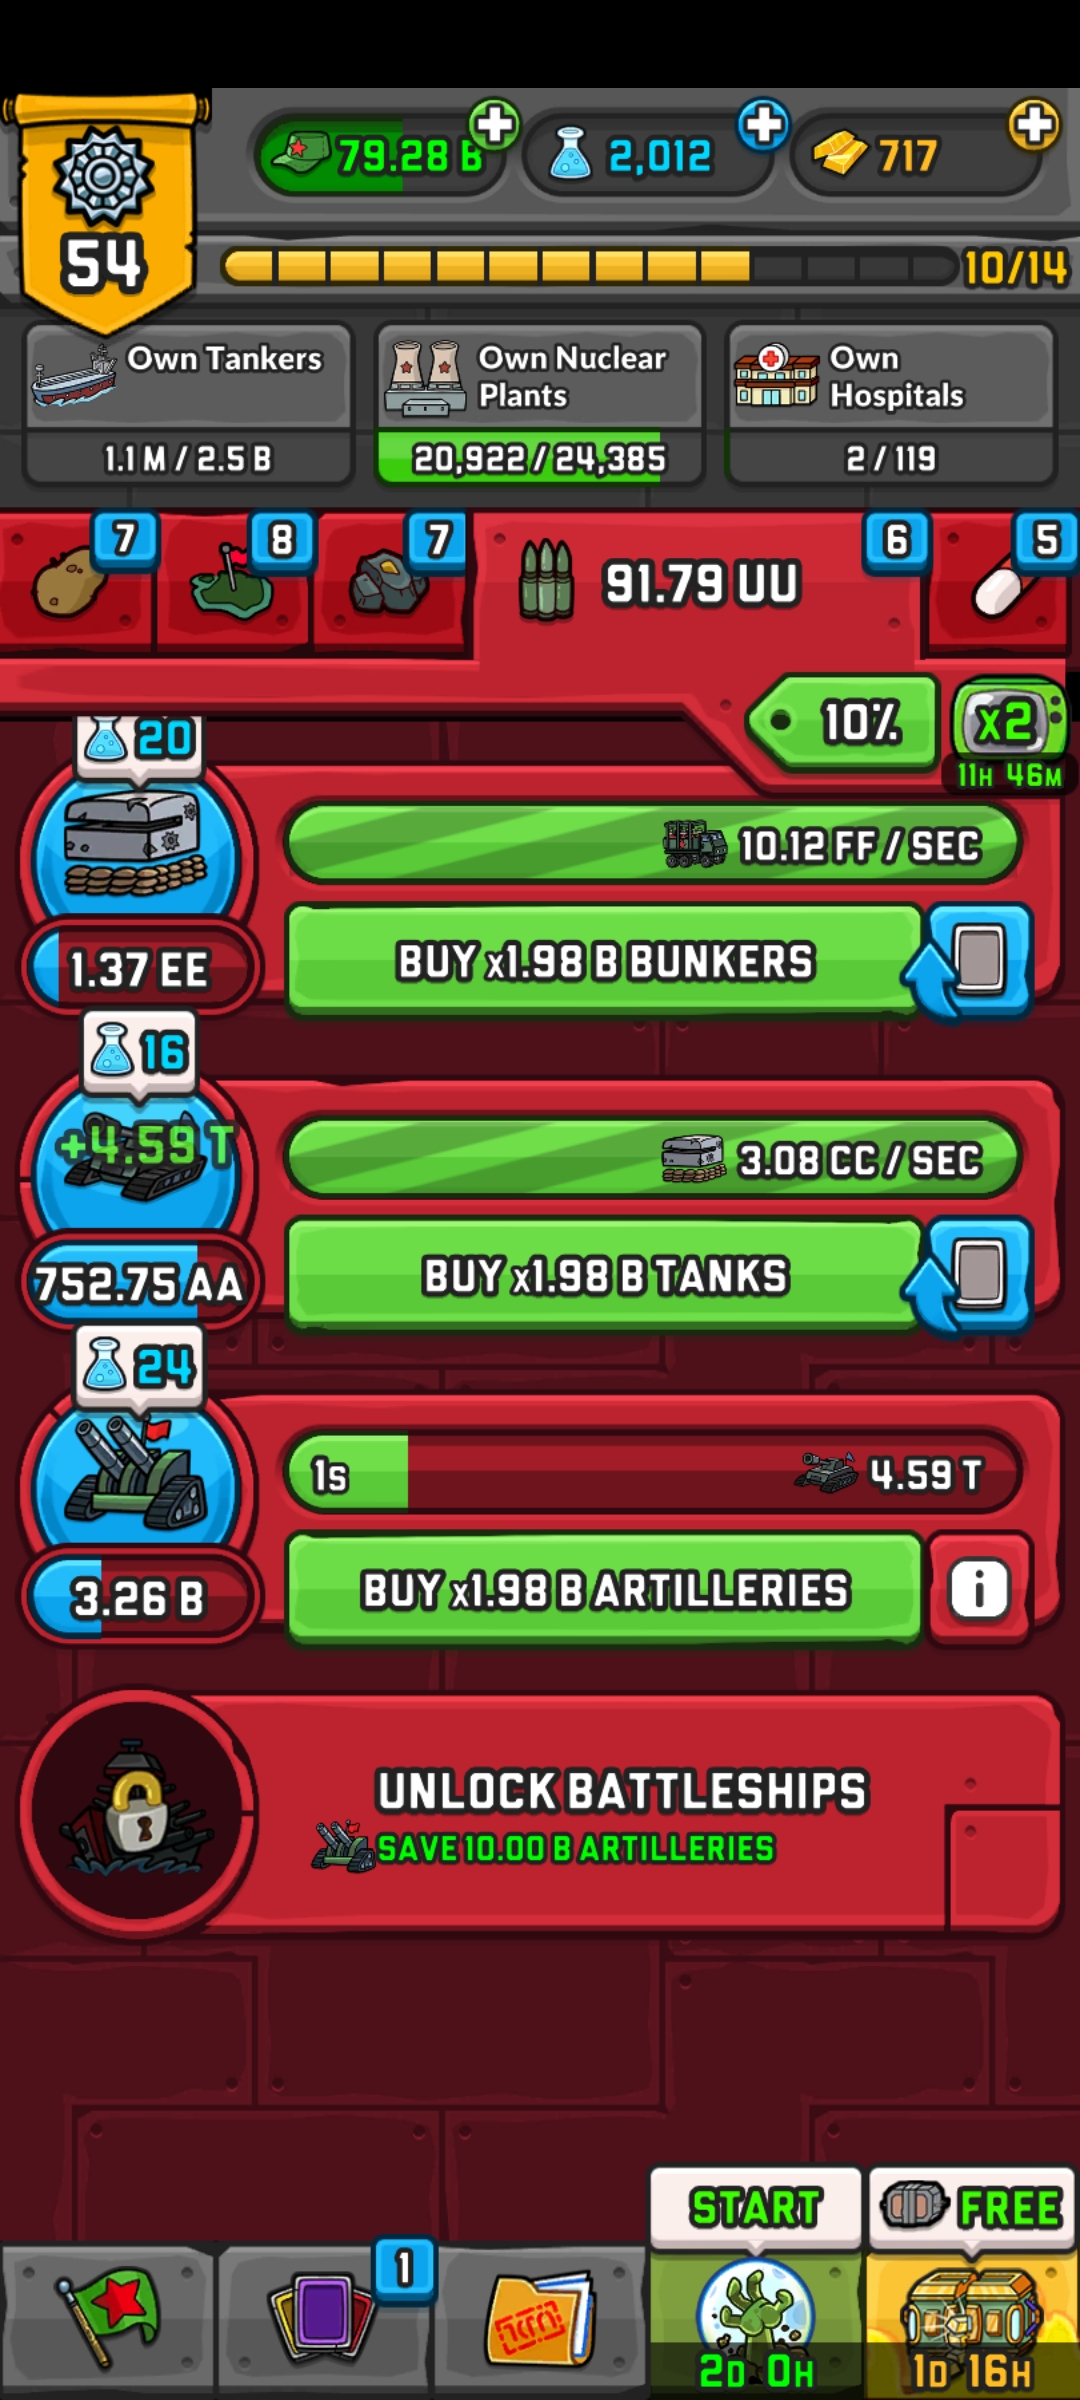 79.28 B
2,012
717
54
10/14
Own Tankers
1.1 M / 2.5 B
Own Nuclear
Plants
20,922 / 24,385
Own
Hospitals
2 / 119
7
8
7
91.79 UU
6
5
10%
x2
11H 46M
20
10.12 FF / SEC
1.37 EE
BUY x1.98 B BUNKERS
16
+4.59 T
3.08 CC / SEC
752.75 AA
BUY x1.98 B TANKS
24
1s
4.59 T
3.26 B
BUY x1.98 B ARTILLERIES
i
UNLOCK BATTLESHIPS
SAVE 10.00 B ARTILLERIES
START
FREE
1
2D 0H
1D 16H